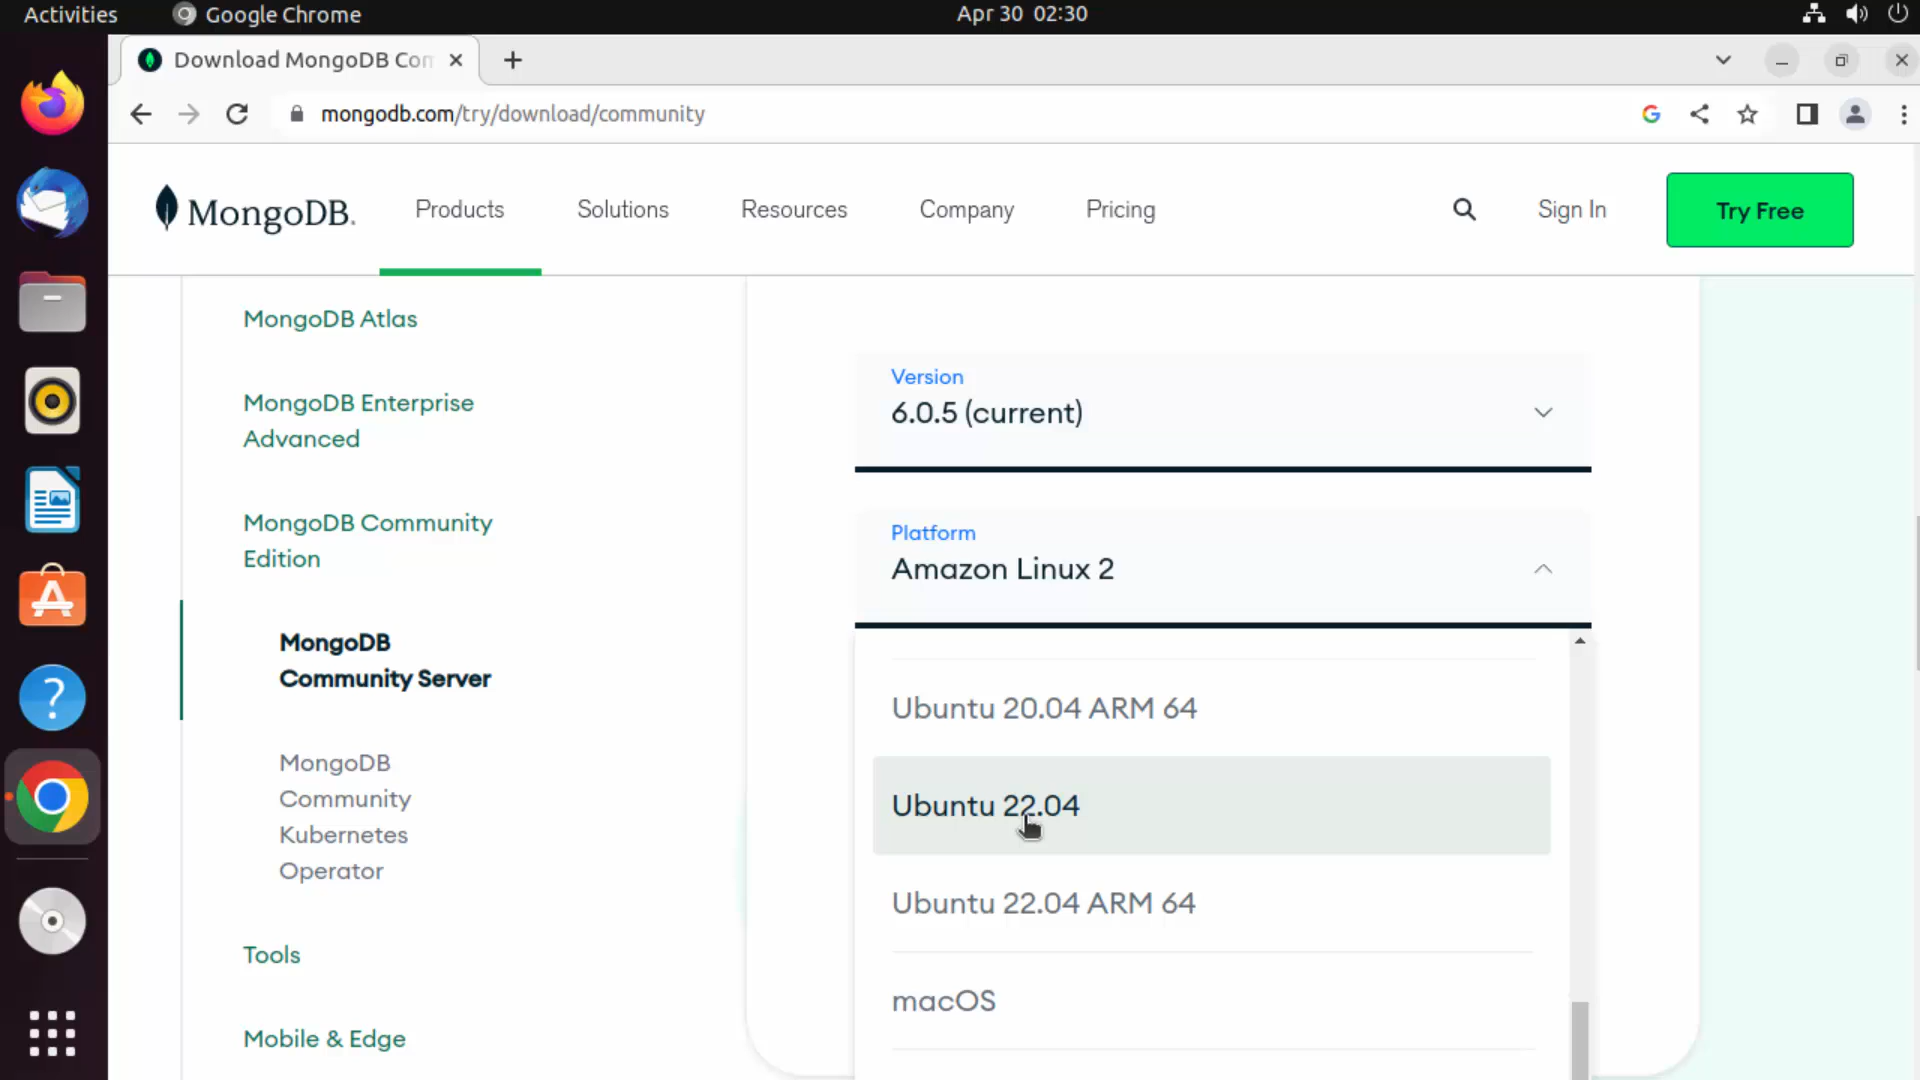 Activities
Google Chrome
Apr 30 02:30
Download MongoDB Com
mongodb.com/try/download/community
MongoDB.
Products
Solutions
Resources
Company
Pricing
Sign In
Try Free
MongoDB Atlas
MongoDB Enterprise
Advanced
MongoDB Community
Edition
MongoDB
Community Server
MongoDB
Community
Kubernetes
Operator
Tools
Mobile & Edge
Version
6.0.5 (current)
Platform
Amazon Linux 2
Ubuntu 20.04 ARM 64
Ubuntu 22.04
Ubuntu 22.04 ARM 64
macOS